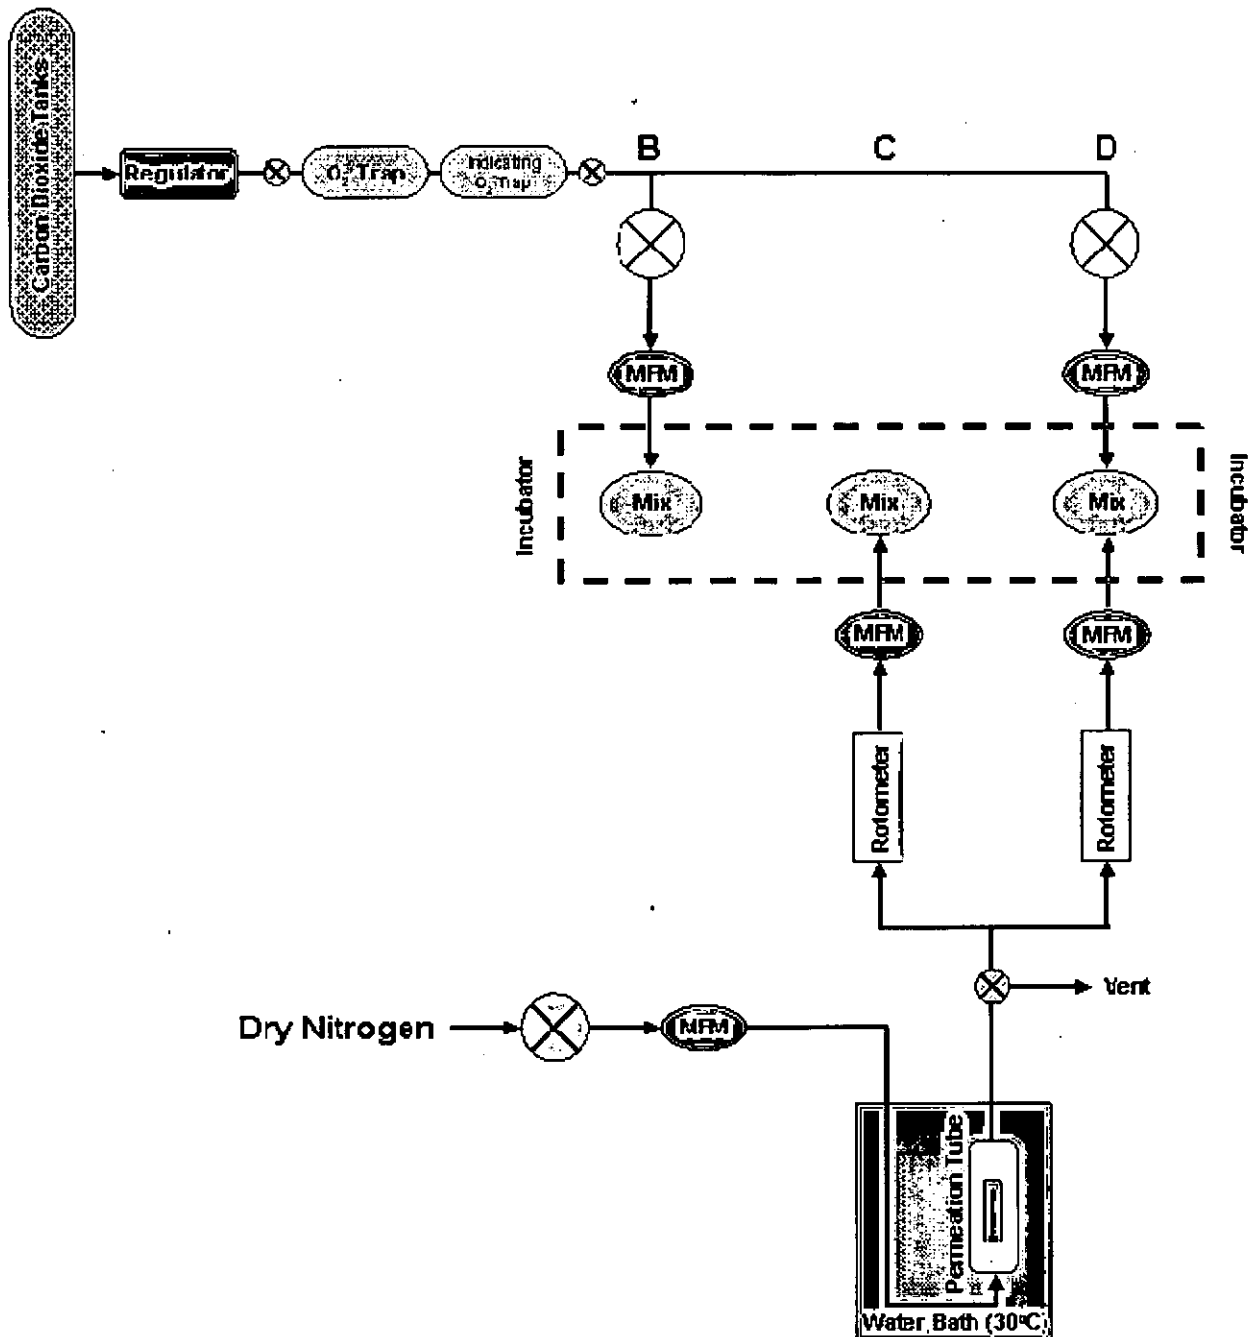 Carbon Dioxide Tanks
Regulator
O2 Trap
Indicating
O2 Trap
B
C
D
MFM
MFM
Incubator
Mix
Mix
Mix
Incubator
MFM
MFM
Rotometer
Rotometer
Vent
Dry Nitrogen
MFM
Permeation Tube
Water Bath (30ºC)